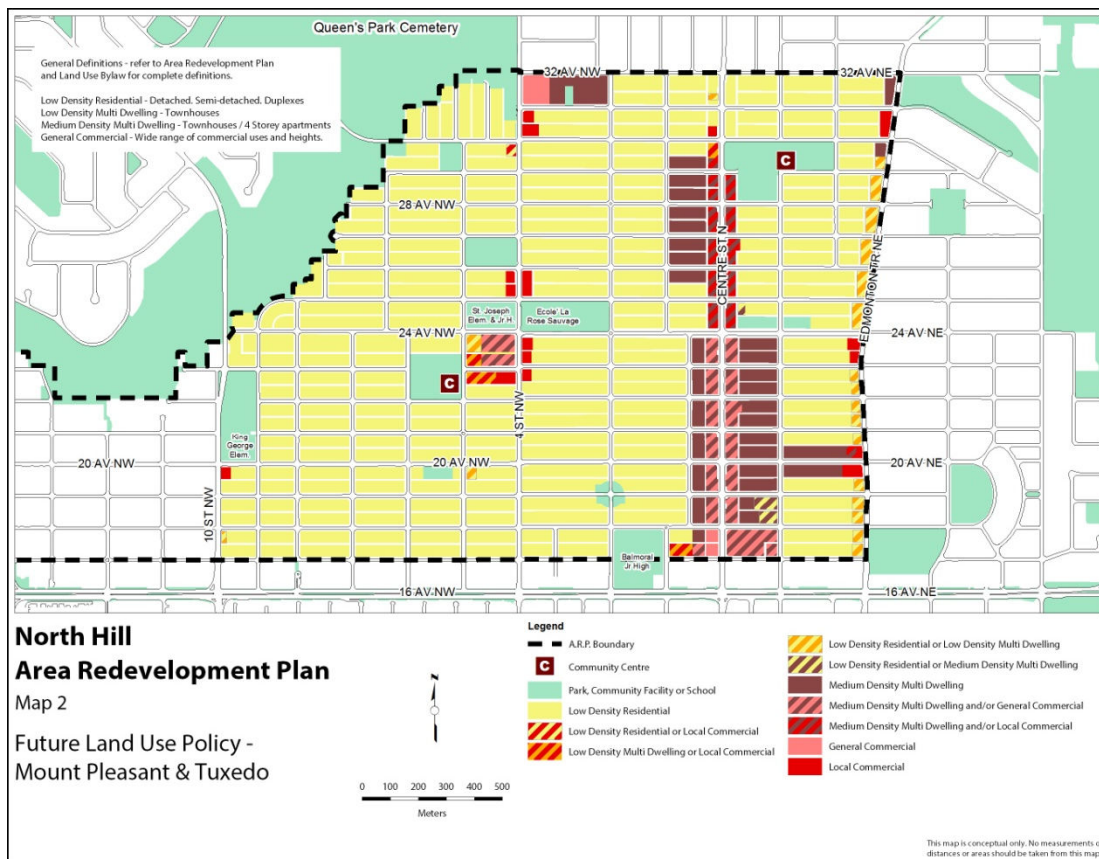 Queen's Park Cemetery
General Definitions - refer to Area Redevelopment Plan
and Land Use Bylaw for complete definitions.
Low Density Residential - Detached. Semi-detached. Duplexes
Low Density Multi Dwelling - Townhouses
Medium Density Multi Dwelling - Townhouses / 4 Storey apartments
General Commercial - Wide range of commercial uses and heights.
32 AV NW
32 AV NE
C
28 AV NW
CENTRE ST N
EDMONTON TR NE
St. Joseph
Elem. & Jr.H
Ecole' La
Rose Sauvage
24 AV NW
24 AV NE
C
4 ST NW
King
George
Elem.
20 AV NW
20 AV NW
20 AV NE
10 ST NW
Balmoral
Jr.High
16 AV NW
16 AV NE
North Hill
Area Redevelopment Plan
Map 2
Future Land Use Policy -
Mount Pleasant & Tuxedo
N
0 100 200 300 400 500
Meters
Legend
A.R.P. Boundary
C Community Centre
Park, Community Facility or School
Low Density Residential
Low Density Residential or Local Commercial
Low Density Multi Dwelling or Local Commercial
Low Density Residential or Low Density Multi Dwelling
Low Density Residential or Medium Density Multi Dwelling
Medium Density Multi Dwelling
Medium Density Multi Dwelling and/or General Commercial
Medium Density Multi Dwelling and/or Local Commercial
General Commercial
Local Commercial
This map is conceptual only. No measurements o
distances or areas should be taken from this map